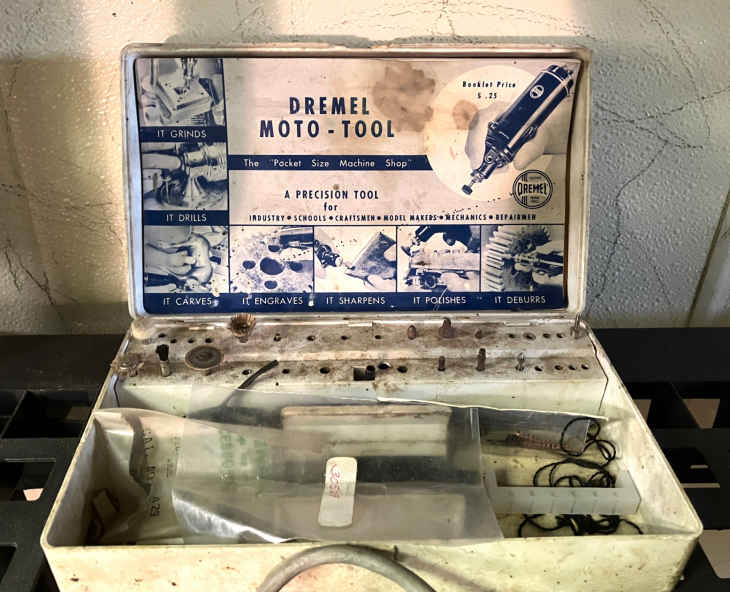 DREMEL
MOTO-TOOL
Booklet Price
$ .25
The "Pocket Size Machine Shop"
DREMEL
A PRECISION TOOL
for
INDUSTRY • SCHOOLS • CRAFTSMEN • MODEL MAKERS • MECHANICS • REPAIRMEN
IT GRINDS
IT DRILLS
IT CARVES
IT ENGRAVES
IT SHARPENS
IT POLISHES
IT DEBURRS